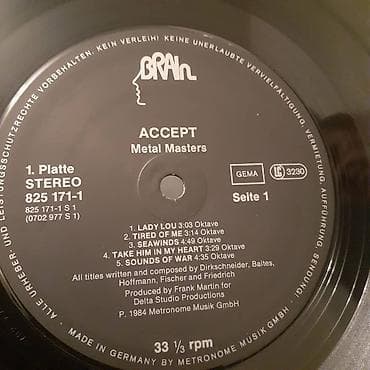 ALLE URHEBER- UND LEISTUNGSSCHUTZRECHTE VORBEHALTEN. KEIN VERLEIH! KEINE UNERLAUBTE VERVIELFÄLTIGUNG, VERMIETUNG, AUFFÜHRUNG, SENDUNG!
BRAIN
ACCEPT
Metal Masters
1. Platte
STEREO
825 171-1
825 171-1 S 1
(0702 977 S 1)
GEMA
LC 3230
Seite 1
1. LADY LOU 3:03 Oktave
2. TIRED OF ME 3:14 Oktave
3. SEAWINDS 4:49 Oktave
4. TAKE HIM IN MY HEART 3:29 Oktave
5. SOUNDS OF WAR 4:35 Oktave
All titles written and composed by Dirkschneider, Baltes,
Hoffmann, Fischer and Friedrich
Produced by Frank Martin for
Delta Studio Productions
℗ 1984 Metronome Musik GmbH
33 1/3 rpm
MADE IN GERMANY BY METRONOME MUSIK GMBH